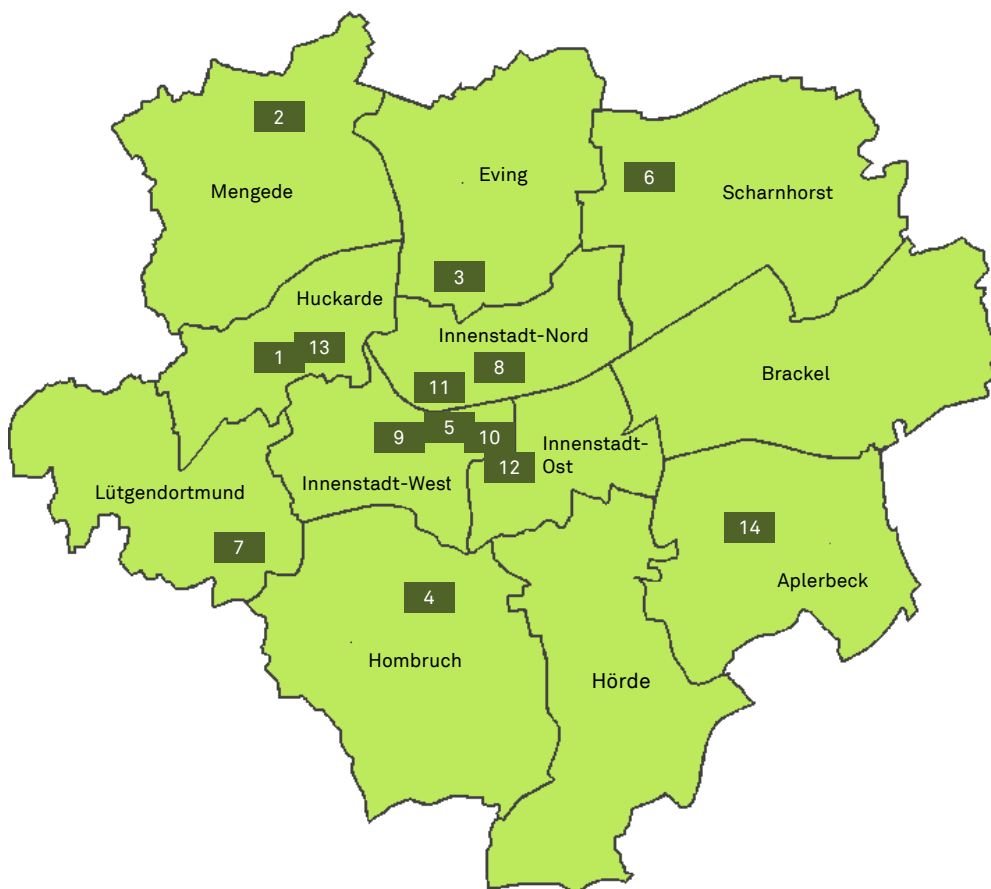 2
Eving
6
Mengede
Scharnhorst
3
Huckarde
Innenstadt-Nord
13
1
8
Brackel
11
5
9
10
Innenstadt-
Ost
12
Innenstadt-West
Lütgendortmund
14
7
Aplerbeck
4
Hombruch
Hörde